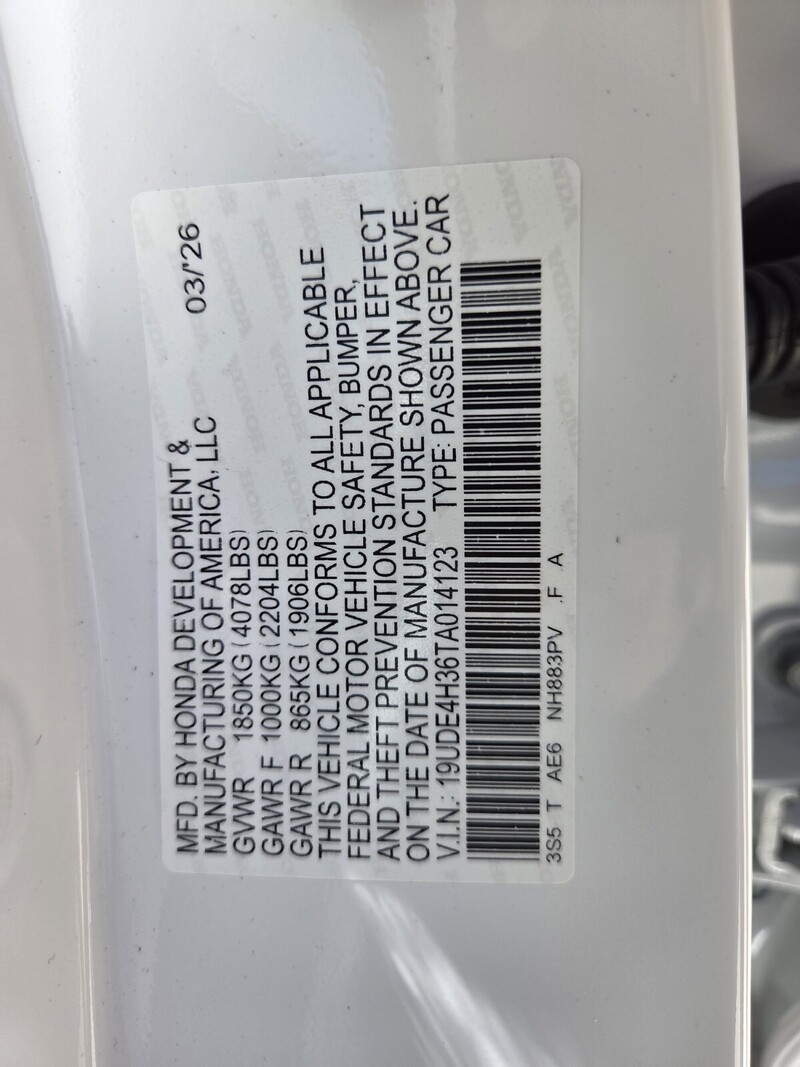 MFD. BY HONDA DEVELOPMENT & 03/'26
MANUFACTURING OF AMERICA, LLC
GVWR 1850KG (4078LBS)
GAWR F 1000KG (2204LBS)
GAWR R 865KG (1906LBS)
THIS VEHICLE CONFORMS TO ALL APPLICABLE
FEDERAL MOTOR VEHICLE SAFETY, BUMPER,
AND THEFT PREVENTION STANDARDS IN EFFECT
ON THE DATE OF MANUFACTURE SHOWN ABOVE.
V.I.N.: 19UDE4H36TA014123 TYPE: PASSENGER CAR
3S5 T AE6 NH883PV .F A